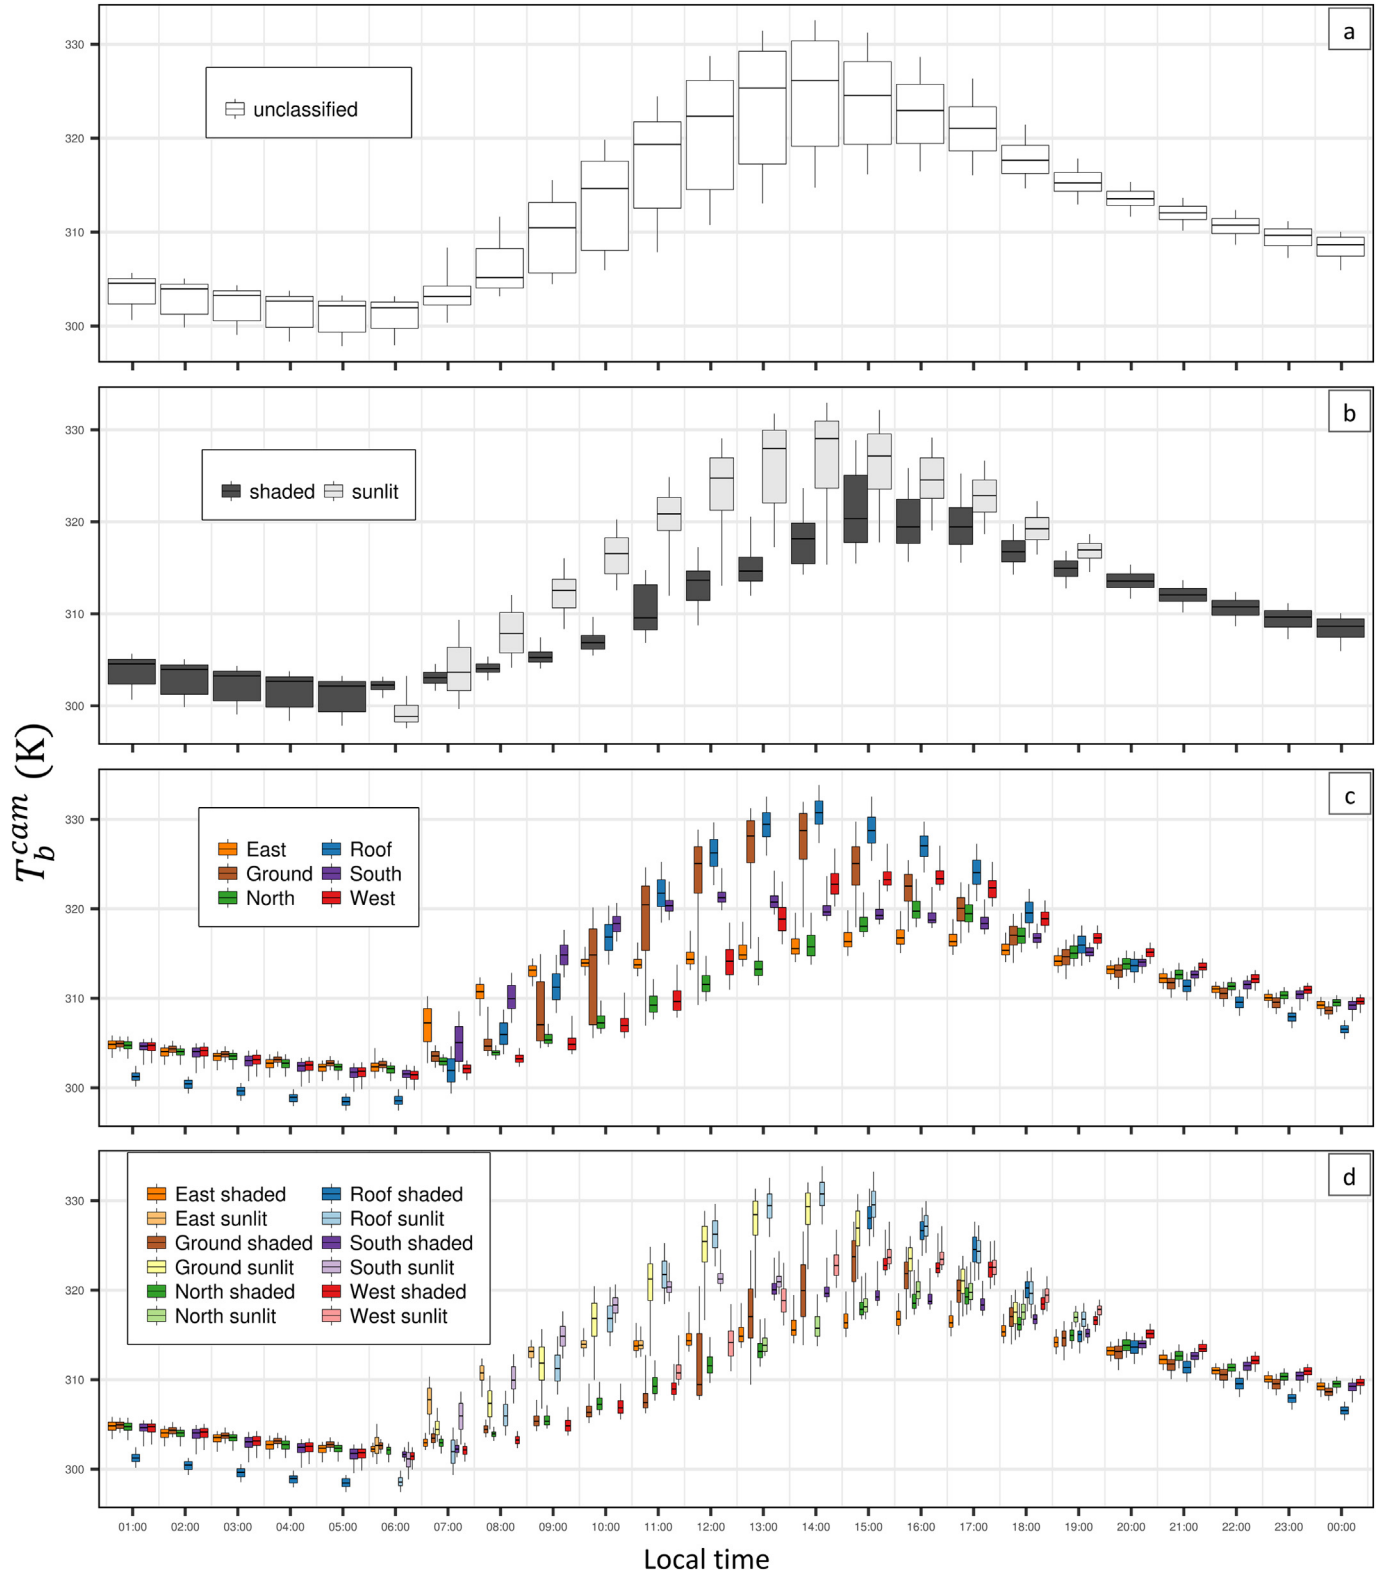 a
330
320
310
300
unclassified
b
330
320
310
300
shaded sunlit
T_b^cam (K)
c
330
320
310
300
East Roof
Ground South
North West
d
330
320
310
300
East shaded Roof shaded
East sunlit Roof sunlit
Ground shaded South shaded
Ground sunlit South sunlit
North shaded West shaded
North sunlit West sunlit
01:00 02:00 03:00 04:00 05:00 06:00 07:00 08:00 09:00 10:00 11:00 12:00 13:00 14:00 15:00 16:00 17:00 18:00 19:00 20:00 21:00 22:00 23:00 00:00
Local time